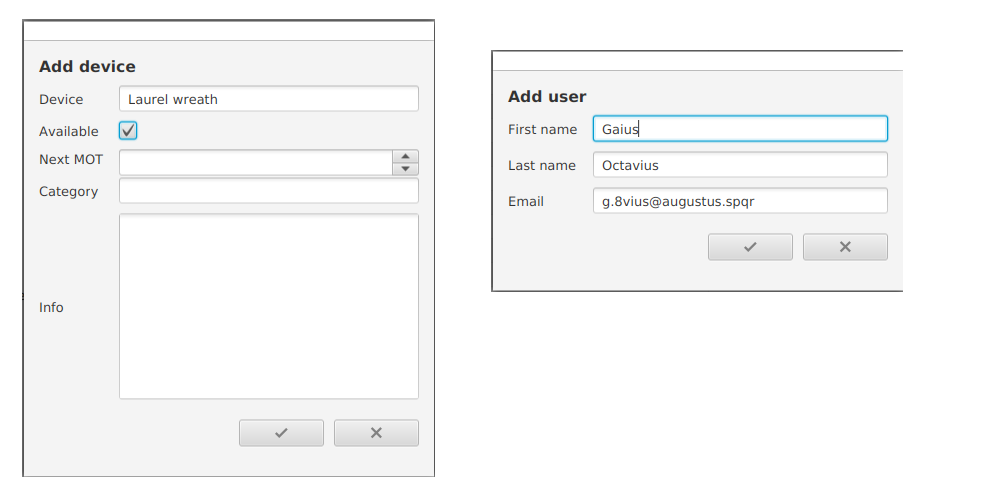 Add device
Device Laurel wreath
Available
Next MOT
Category
Info
Add user
First name Gaius
Last name Octavius
Email g.8vius@augustus.spqr